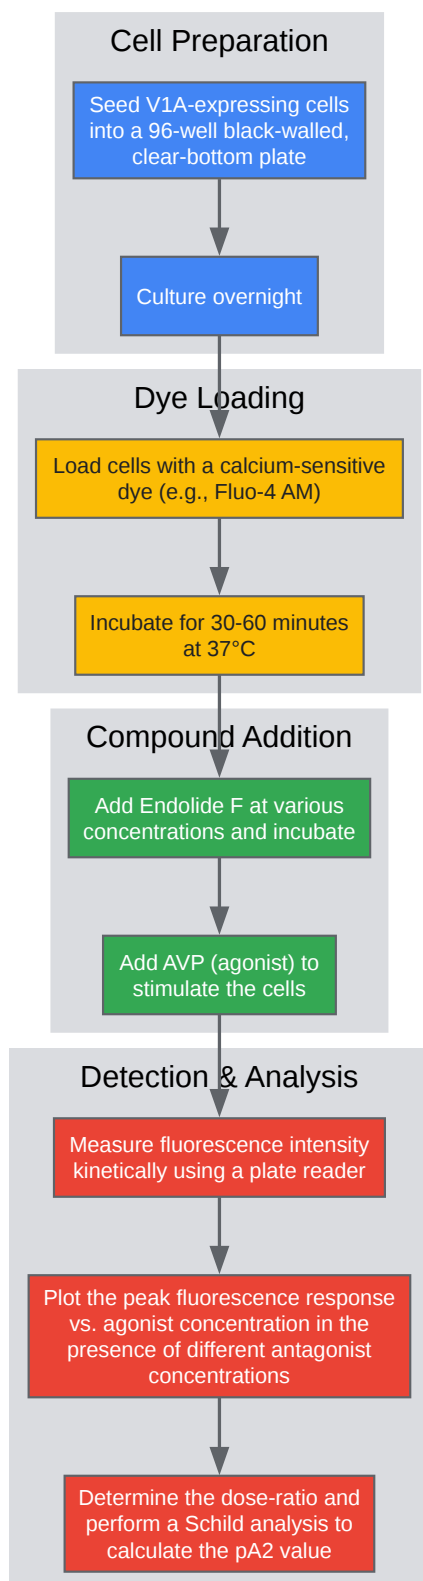 Cell Preparation
Seed V1A-expressing cells
into a 96-well black-walled,
clear-bottom plate
Culture overnight
Dye Loading
Load cells with a calcium-sensitive
dye (e.g., Fluo-4 AM)
Incubate for 30-60 minutes
at 37°C
Compound Addition
Add Endolide F at various
concentrations and incubate
Add AVP (agonist) to
stimulate the cells
Detection & Analysis
Measure fluorescence intensity
kinetically using a plate reader
Plot the peak fluorescence response
vs. agonist concentration in the
presence of different antagonist
concentrations
Determine the dose-ratio and
perform a Schild analysis to
calculate the pA2 value